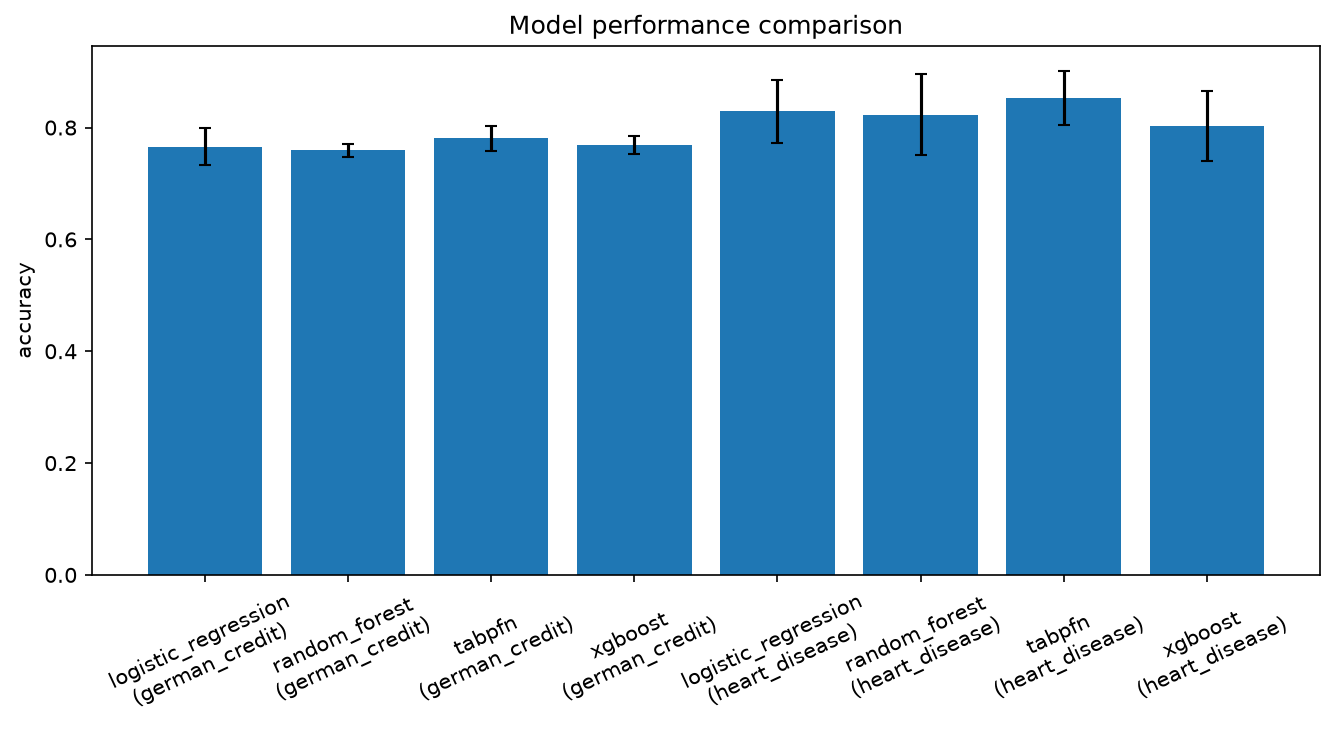 Model performance comparison
accuracy
0.8
0.6
0.4
0.2
0.0
logistic_regression
(german_credit)
random_forest
(german_credit)
tabpfn
(german_credit)
xgboost
(german_credit)
logistic_regression
(heart_disease)
random_forest
(heart_disease)
tabpfn
(heart_disease)
xgboost
(heart_disease)